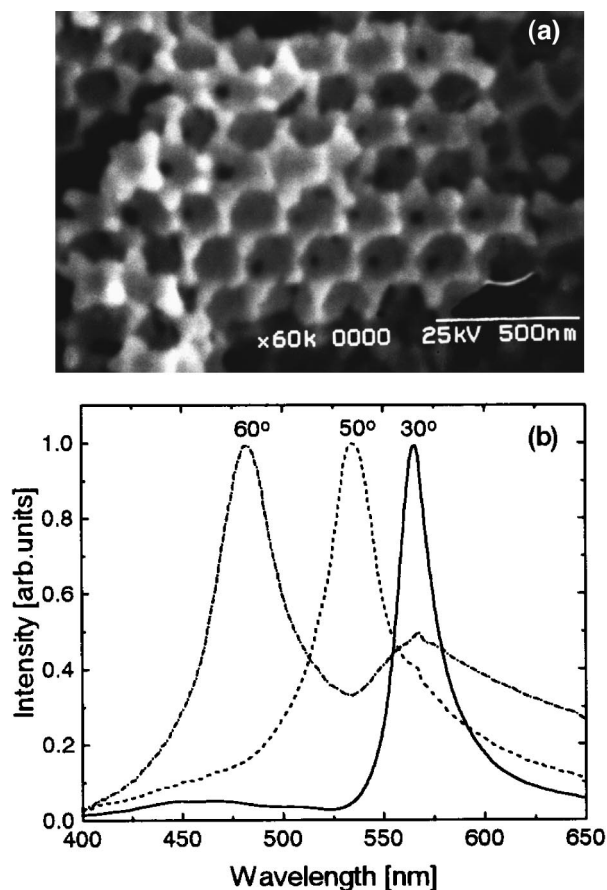 (a)
x60k 0000 25kV 500nm
60° 50° 30° (b)
1.0
0.8
0.6
0.4
0.2
0.0
Intensity [arb.units]
400 450 500 550 600 650
Wavelength [nm]